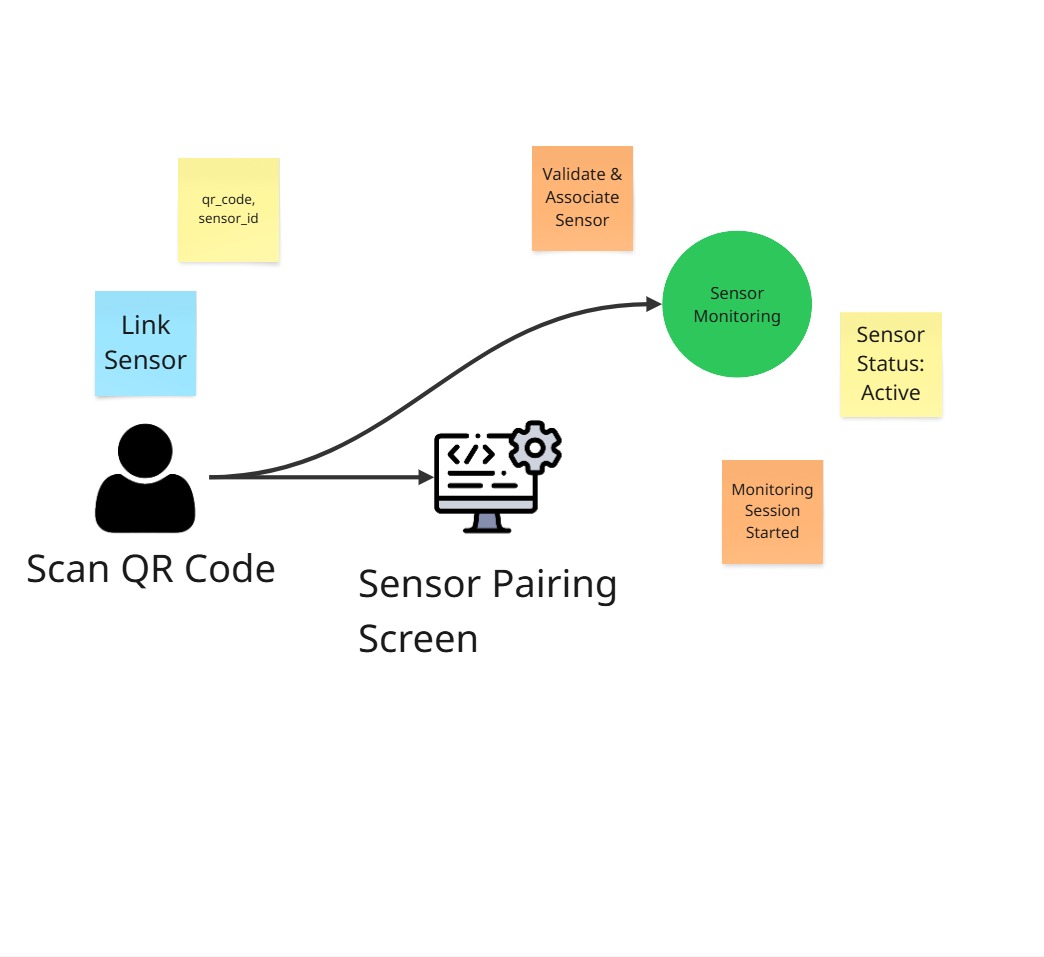 qr_code,
sensor_id
Validate &
Associate
Sensor
Link
Sensor
Sensor
Monitoring
Sensor
Status:
Active
Monitoring
Session
Started
Scan QR Code
Sensor Pairing
Screen